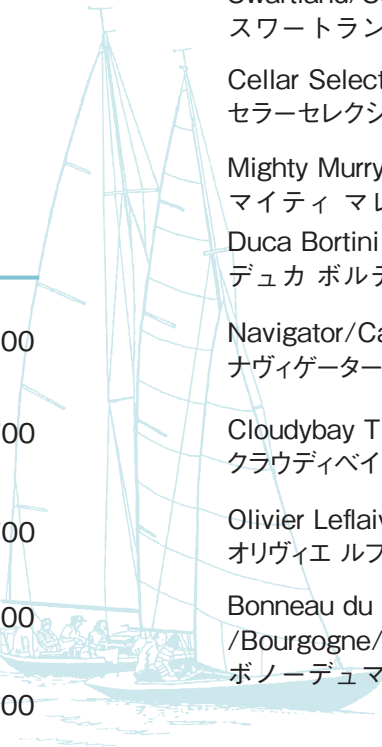 Swartland/
スワートラン
Cellar Select
セラーセレクシ
Mighty Murry
マイティ マレ
Duca Bortini
デュカ ボルテ
Navigator/Ca
ナヴィゲーター
Cloudybay T
クラウディベイ
Olivier Leflaiv
オリヴィエ ルフ
Bonneau du
/Bourgogne/
ボノーデュマ
00
00
00
00
00